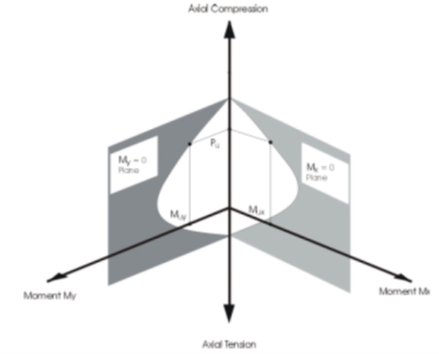 Axial Compression
Pu
My = 0
Plane
Mx = 0
Plane
Muy
Mux
Moment My
Moment Mx
Axial Tension